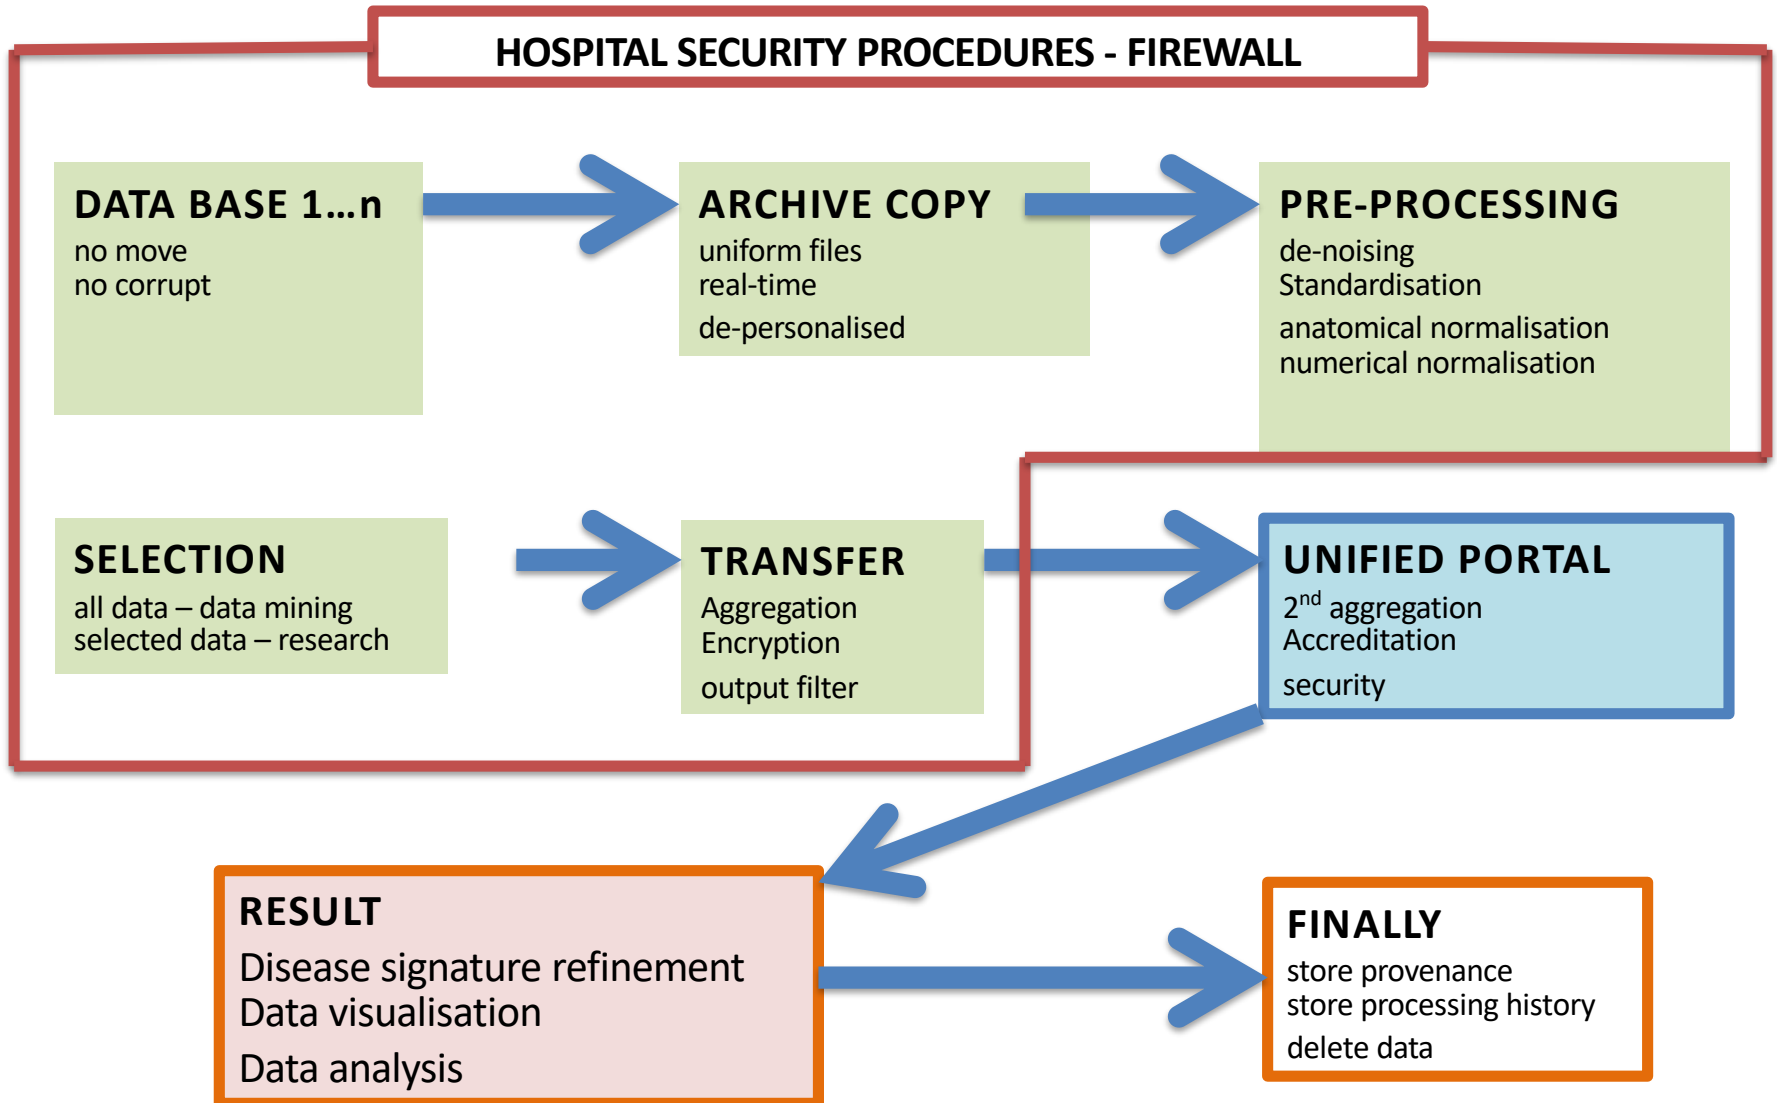 HOSPITAL SECURITY PROCEDURES - FIREWALL
DATA BASE 1...n
no move
no corrupt
ARCHIVE COPY
uniform files
real-time
de-personalised
PRE-PROCESSING
de-noising
Standardisation
anatomical normalisation
numerical normalisation
SELECTION
all data – data mining
selected data – research
TRANSFER
Aggregation
Encryption
output filter
UNIFIED PORTAL
2nd aggregation
Accreditation
security
RESULT
Disease signature refinement
Data visualisation
Data analysis
FINALLY
store provenance
store processing history
delete data